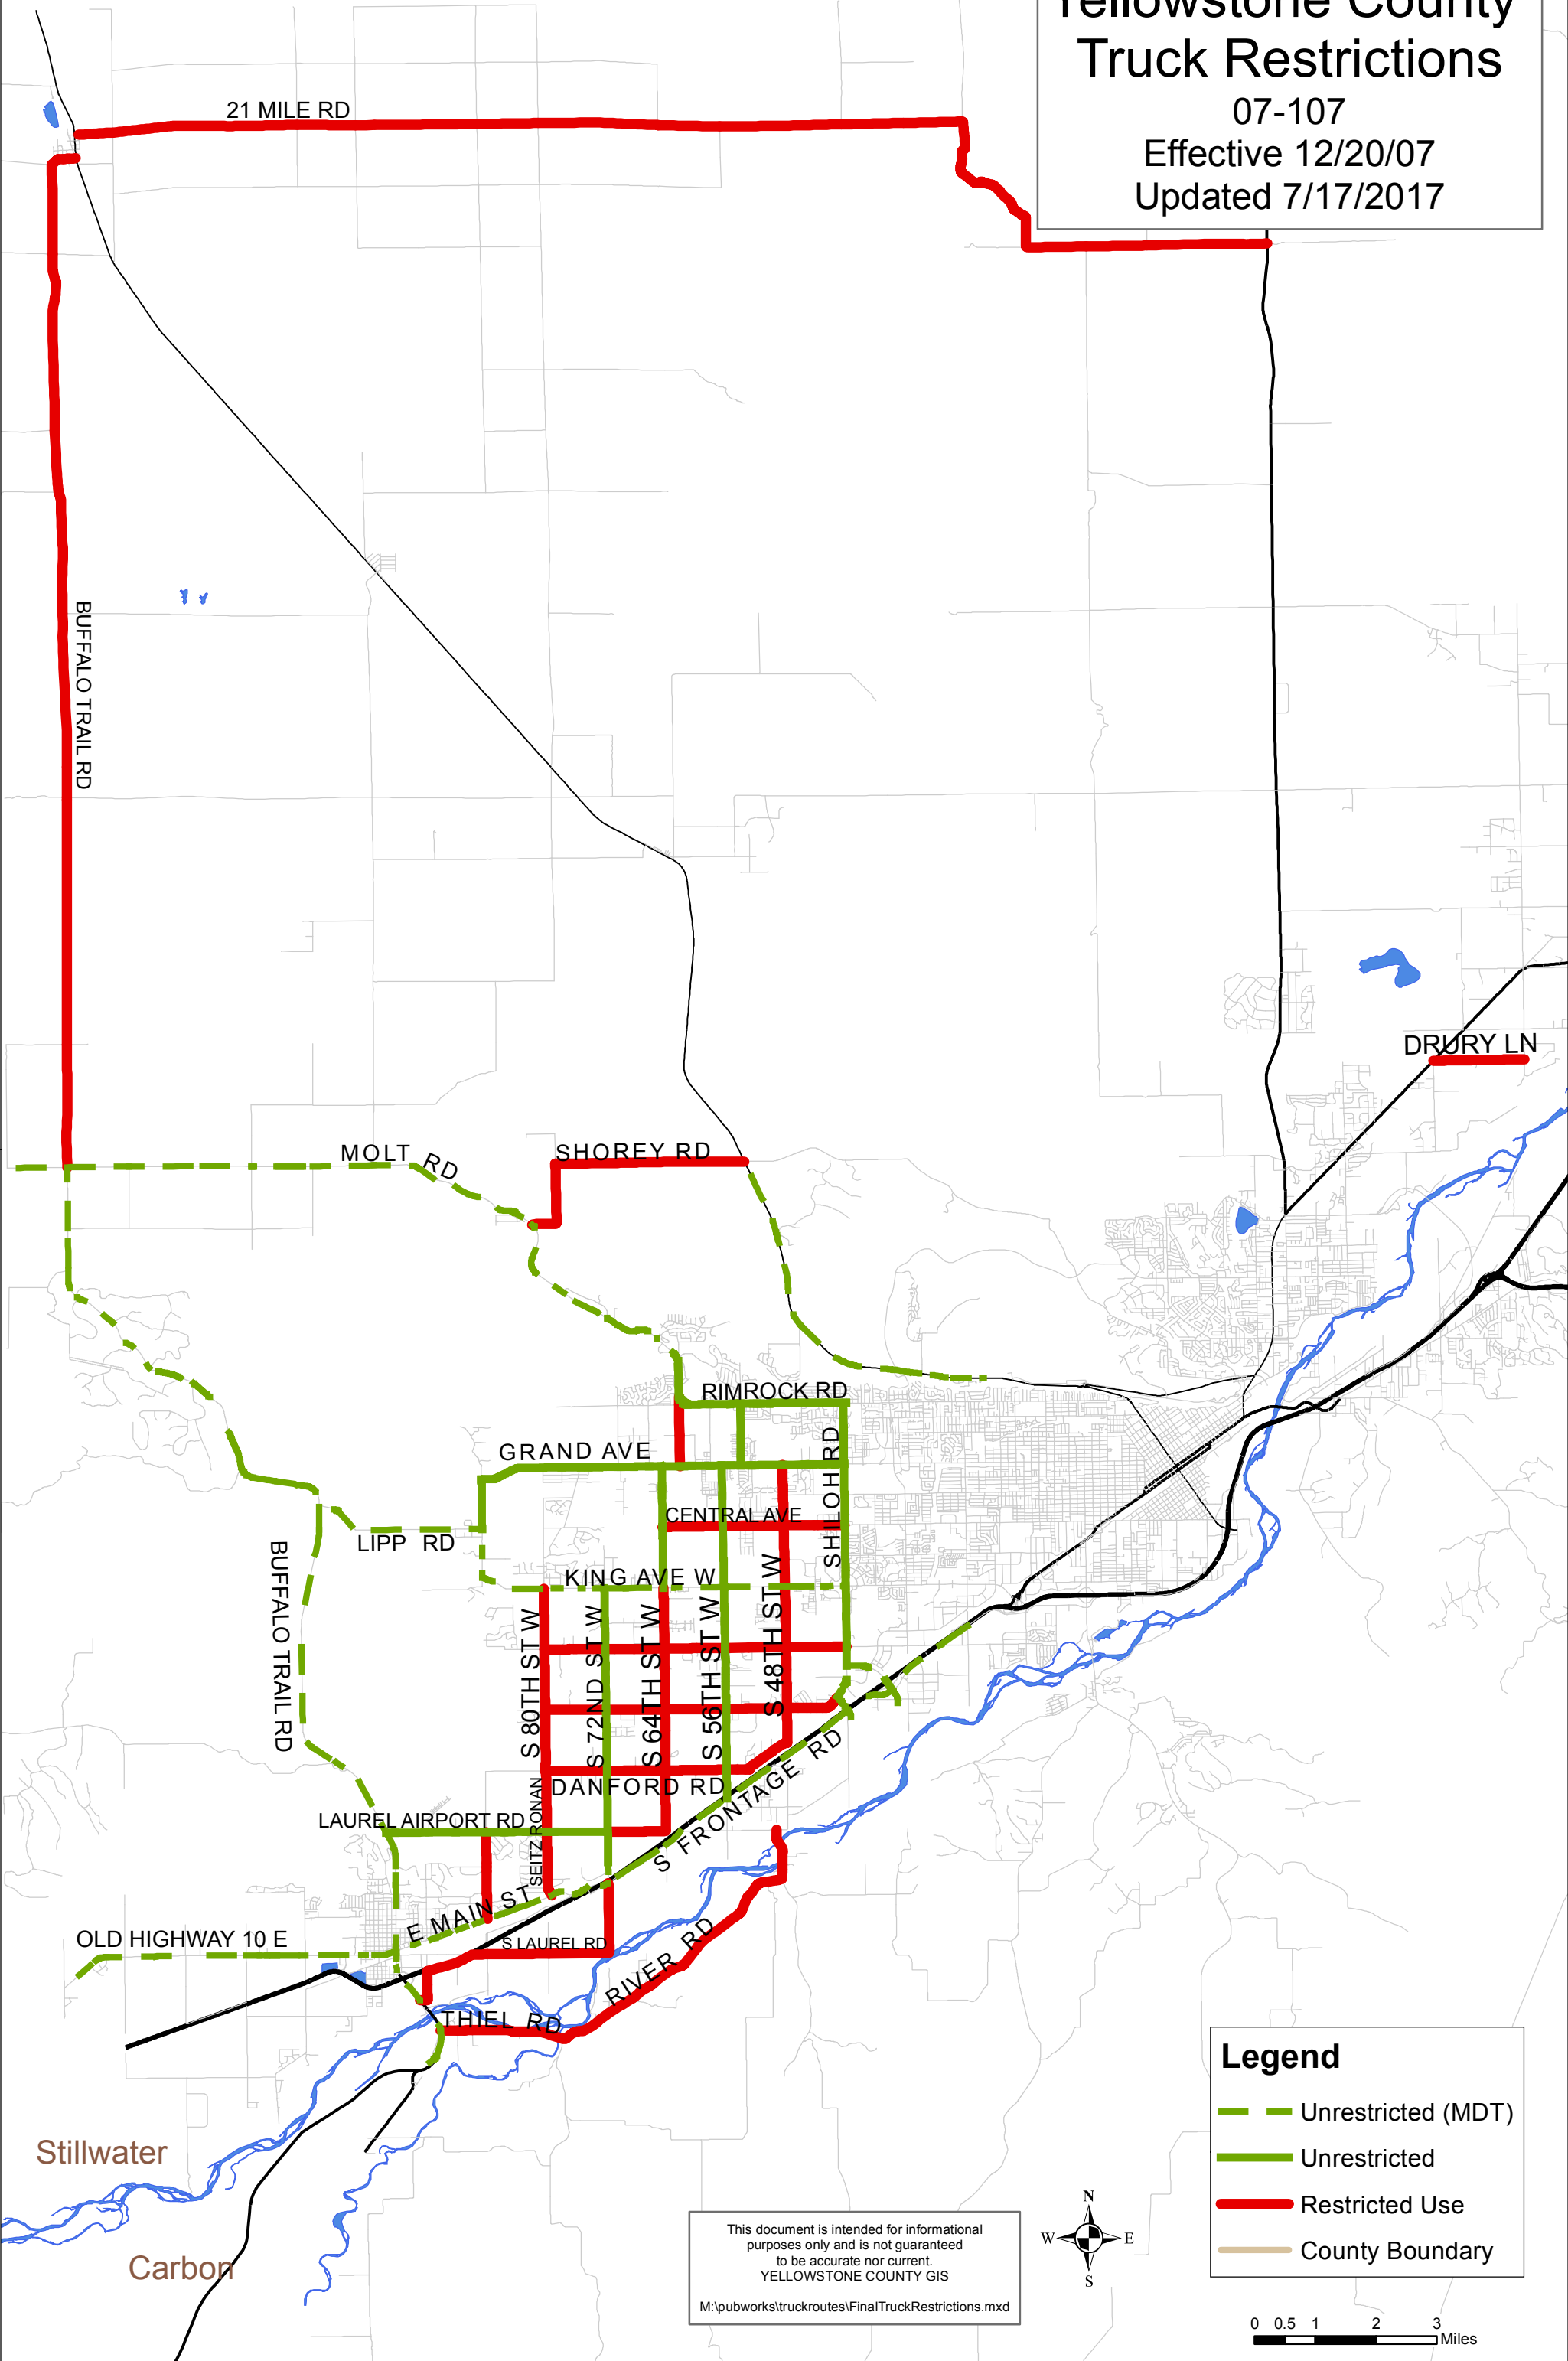 Yellowstone County
Truck Restrictions
07-107
Effective 12/20/07
Updated 7/17/2017
21 MILE RD
BUFFALO TRAIL RD
DRURY LN
MOLT RD
SHOREY RD
RIMROCK RD
GRAND AVE
SHILOH RD
CENTRAL AVE
LIPP RD
KING AVE W
BUFFALO TRAIL RD
S 80TH ST W
S 72ND ST W
S 64TH ST W
S 56TH ST W
S 48TH ST W
DANFORD RD
LAUREL AIRPORT RD
SEITZ RONAN
S FRONTAGE RD
E MAIN ST
OLD HIGHWAY 10 E
S LAUREL RD
RIVER RD
THIEL RD
Stillwater
Carbon
Legend
Unrestricted (MDT)
Unrestricted
Restricted Use
County Boundary
This document is intended for informational
purposes only and is not guaranteed
to be accurate nor current.
YELLOWSTONE COUNTY GIS
M:\pubworks\truckroutes\FinalTruckRestrictions.mxd
N
W E
S
0 0.5 1 2 3
Miles